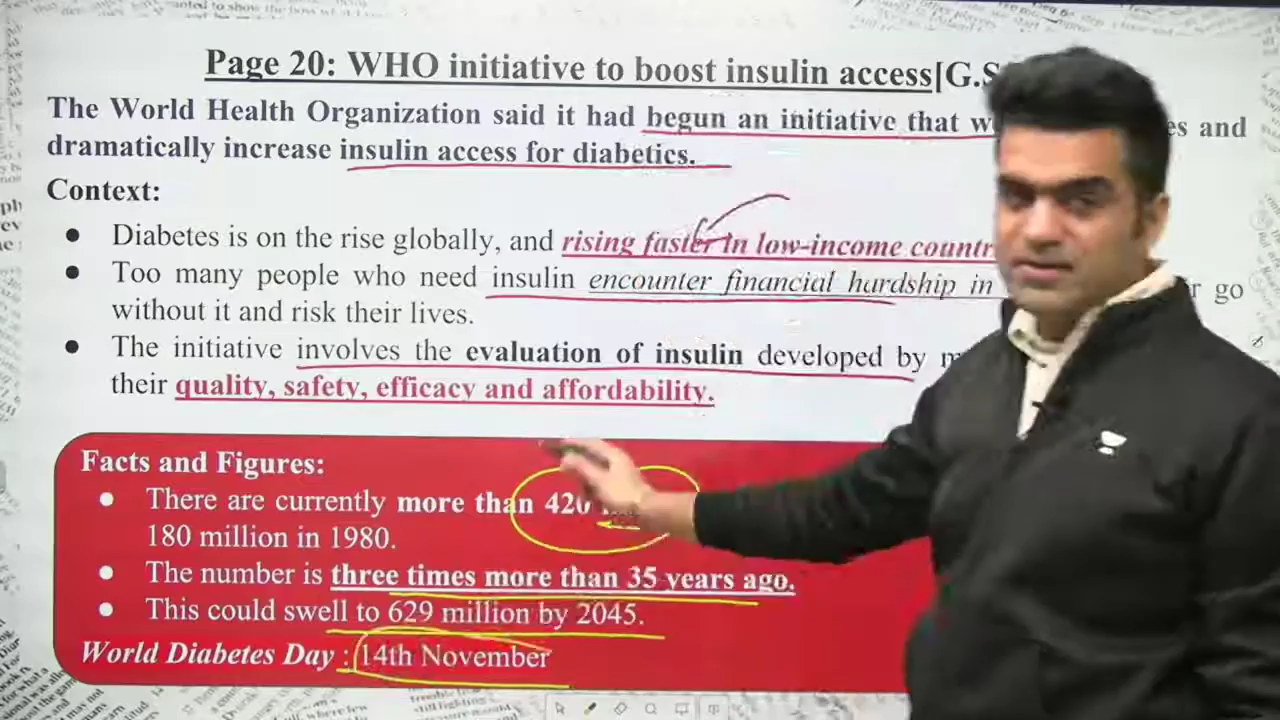 Page 20: WHO initiative to boost insulin access[G.S
The World Health Organization said it had begun an initiative that and
dramatically increase insulin access for diabetics.
Context:
● Diabetes is on the rise globally, and rising faster in low-income
● Too many people who need insulin encounter financial hardship in go
without it and risk their lives.
● The initiative involves the evaluation of insulin developed by
their quality, safety, efficacy and affordability.
Facts and Figures:
● There are currently more than 420
180 million in 1980.
● The number is three times more than 35 years ago.
● This could swell to 629 million by 2045.
World Diabetes Day : 14th November